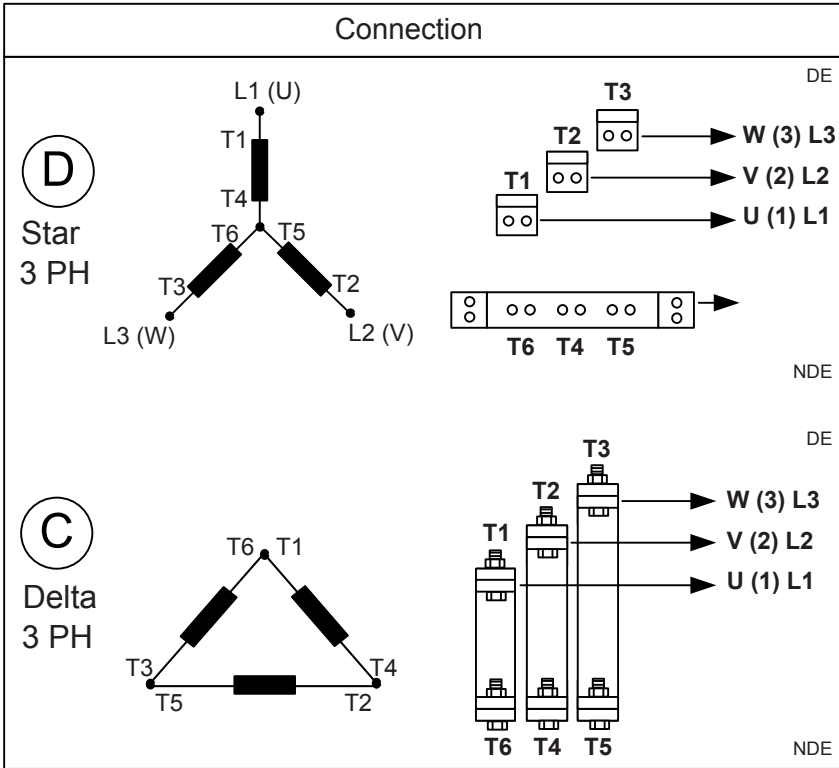 Connection
D
Star
3 PH
L1 (U)
T1
T4
T6 T5
T3 T2
L3 (W) L2 (V)
DE
T3
W (3) L3
T2
V (2) L2
T1
U (1) L1
T6 T4 T5
NDE
C
Delta
3 PH
T6 T1
T3 T4
T5 T2
DE
T3
W (3) L3
T2
V (2) L2
T1
U (1) L1
T6 T4 T5
NDE